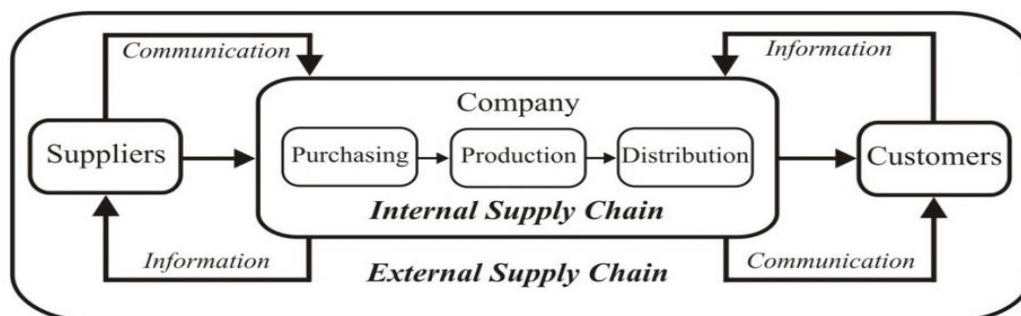 Communication
Information
Company
Suppliers
Purchasing
Production
Distribution
Customers
Internal Supply Chain
Information
External Supply Chain
Communication